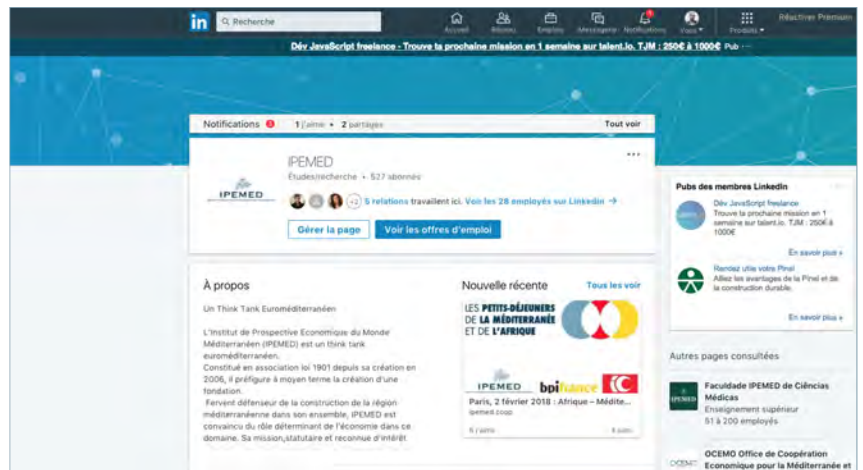 in Recherche
Accueil Réseau Emplois Messagerie Notifications Vous Produits Réactiver Premium
Dév JavaScript freelance - Trouve ta prochaine mission en 1 semaine sur talent.io. TJM : 250€ à 1000€ Pub ···
Notifications 1 j'aime • 2 partages Tout voir
IPEMED
Études/recherche • 527 abonnés
IPEMED
+2 5 relations travaillent ici. Voir les 28 employés sur LinkedIn →
Gérer la page Voir les offres d'emploi
À propos
Un Think Tank Euroméditerranéen
L'Institut de Prospective Economique du Monde
Méditerranéen (IPEMED) est un think tank
euroméditerranéen.
Constitué en association loi 1901 depuis sa création en
2006, il préfigure à moyen terme la création d'une
fondation.
Fervent défenseur de la construction de la région
méditerranéenne dans son ensemble, IPEMED est
convaincu du rôle déterminant de l'économie dans ce
domaine. Sa mission,statutaire et reconnue d'intérêt
Nouvelle récente Tous les voir
LES PETITS-DÉJEUNERS
DE LA MÉDITERRANÉE
ET DE L'AFRIQUE
IPEMED bpifrance iC
Paris, 2 février 2018 : Afrique – Médite...
ipemed.coop
Pubs des membres LinkedIn
Dév JavaScript freelance
Trouve ta prochaine mission en 1
semaine sur talent.io. TJM : 250€ à
1000€
En savoir plus »
Rendez utile votre Pinel
Alliez les avantages de la Pinel et de
la construction durable.
En savoir plus »
Autres pages consultées
IPEMED
Faculdade IPEMED de Ciências
Médicas
Enseignement supérieur
51 à 200 employés
OCEMO
OCEMO Office de Coopération
Economique pour la Méditerranée et